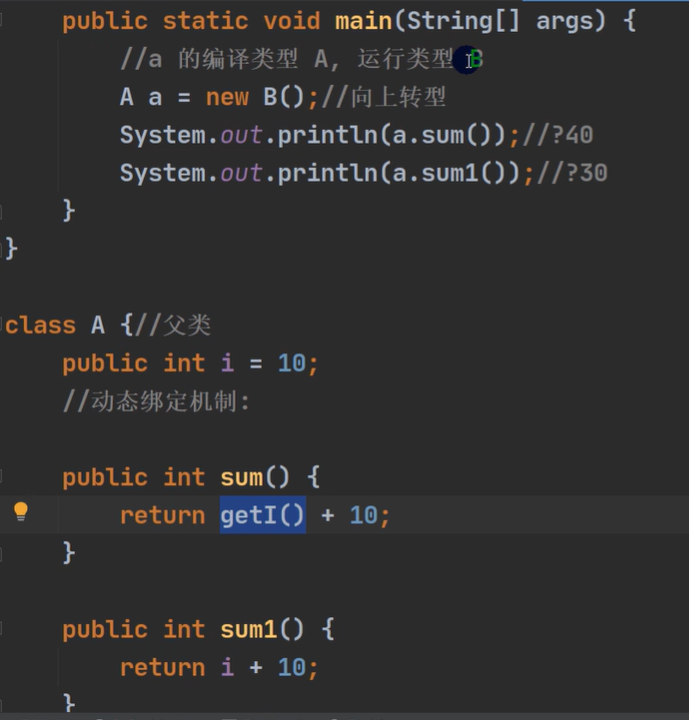 public static void main(String[] args) {
//a 的编译类型 A, 运行类型 B
A a = new B();//向上转型
System.out.println(a.sum());//?40
System.out.println(a.sum1());//?30
}
}
class A {//父类
public int i = 10;
//动态绑定机制:
public int sum() {
return getI() + 10;
}
public int sum1() {
return i + 10;
}